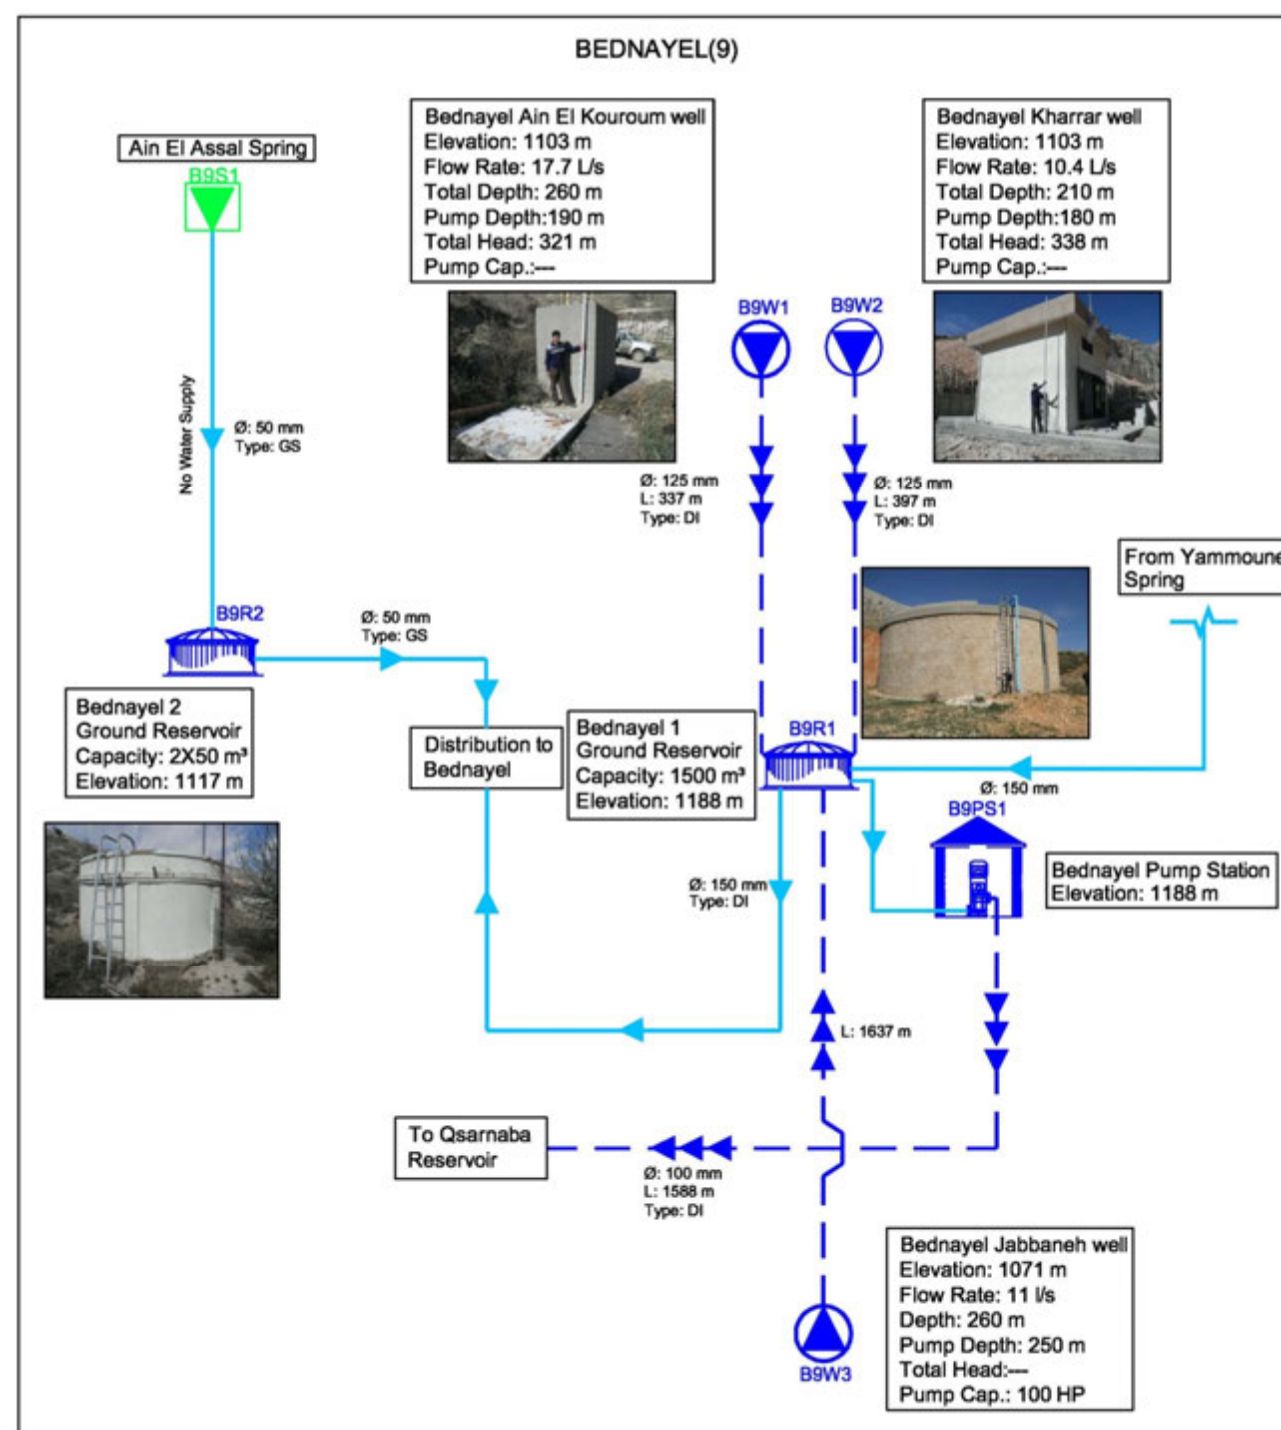 BEDNAYEL(9)
Ain El Assal Spring
B9S1
Bednayel Ain El Kouroum well
Elevation: 1103 m
Flow Rate: 17.7 L/s
Total Depth: 260 m
Pump Depth:190 m
Total Head: 321 m
Pump Cap.:---
Bednayel Kharrar well
Elevation: 1103 m
Flow Rate: 10.4 L/s
Total Depth: 210 m
Pump Depth:180 m
Total Head: 338 m
Pump Cap.:---
B9W1
B9W2
No Water Supply
Ø: 50 mm
Type: GS
Ø: 125 mm
L: 337 m
Type: DI
Ø: 125 mm
L: 397 m
Type: DI
From Yammoune
Spring
B9R2
Ø: 50 mm
Type: GS
Bednayel 2
Ground Reservoir
Capacity: 2X50 m³
Elevation: 1117 m
Distribution to
Bednayel
Bednayel 1
Ground Reservoir
Capacity: 1500 m³
Elevation: 1188 m
B9R1
Ø: 150 mm
B9PS1
Bednayel Pump Station
Elevation: 1188 m
Ø: 150 mm
Type: DI
L: 1637 m
To Qsarnaba
Reservoir
Ø: 100 mm
L: 1588 m
Type: DI
Bednayel Jabbaneh well
Elevation: 1071 m
Flow Rate: 11 l/s
Depth: 260 m
Pump Depth: 250 m
Total Head:---
Pump Cap.: 100 HP
B9W3